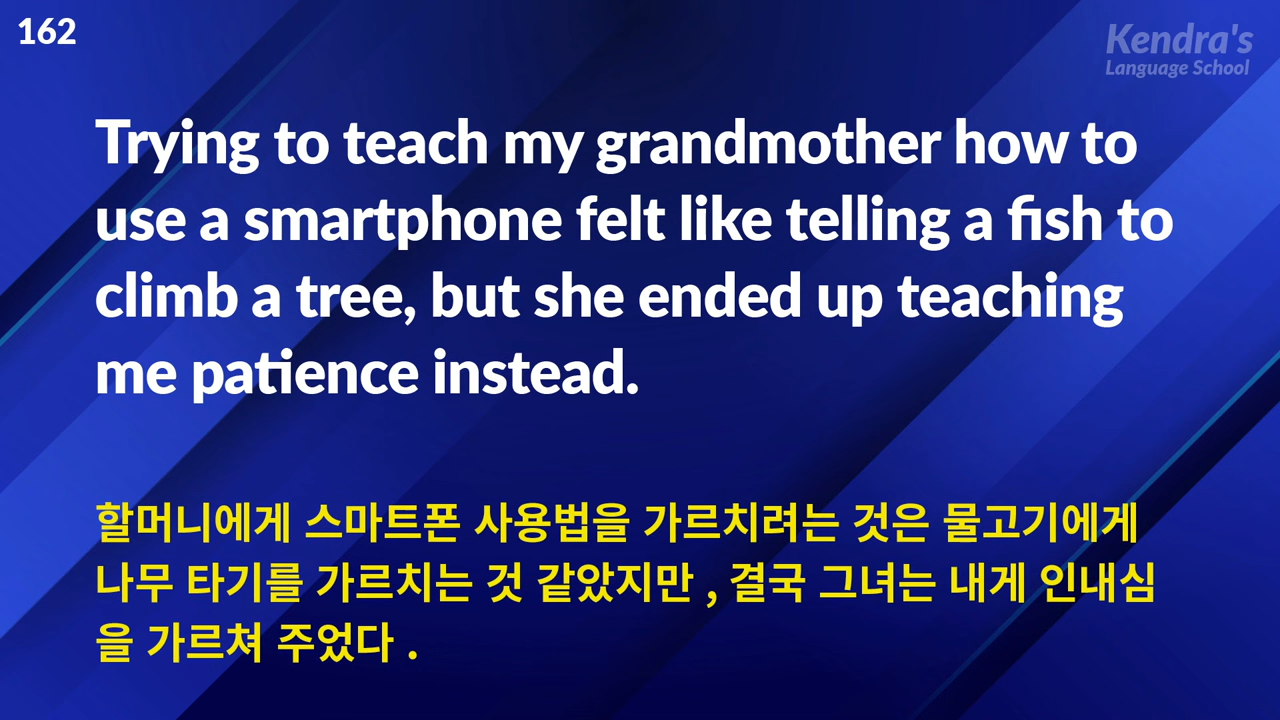 162
Kendra's
Language School
Trying to teach my grandmother how to
use a smartphone felt like telling a fish to
climb a tree, but she ended up teaching
me patience instead.
할머니에게 스마트폰 사용법을 가르치려는 것은 물고기에게
나무 타기를 가르치는 것 같았지만 , 결국 그녀는 내게 인내심
을 가르쳐 주었다 .